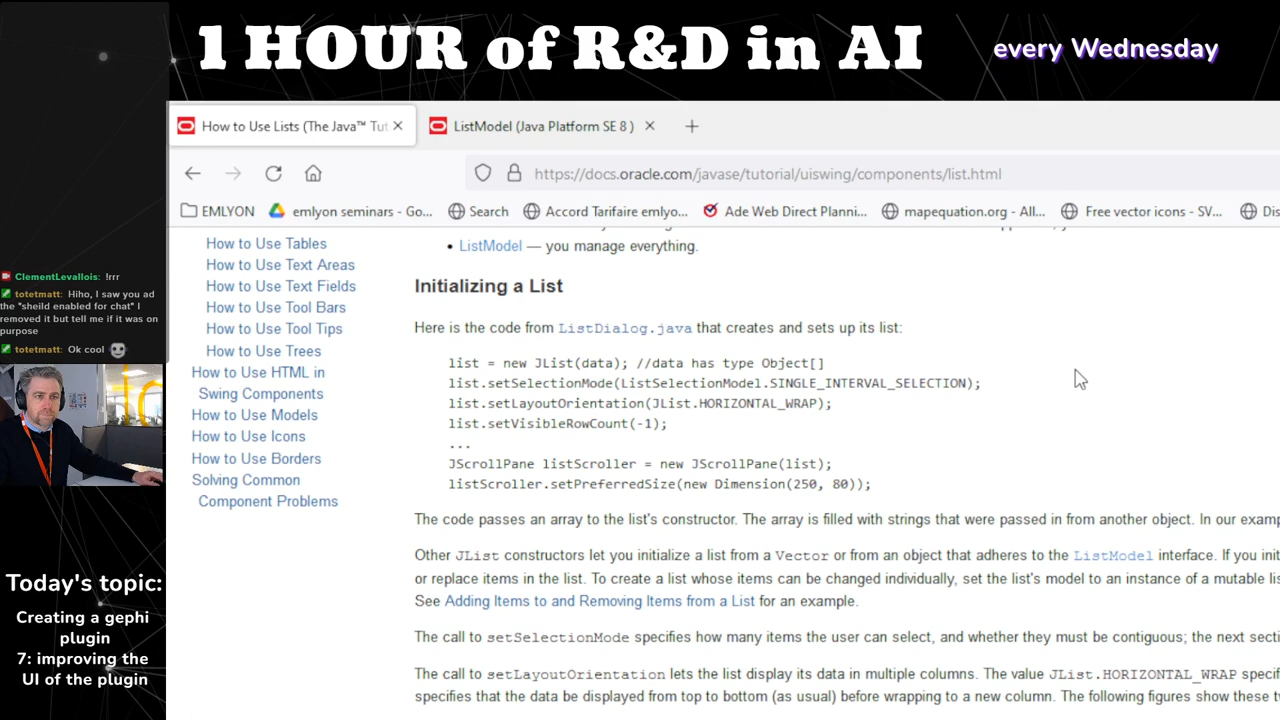 1 HOUR of R&D in AI
every Wednesday
How to Use Lists (The Java™ Tut
ListModel (Java Platform SE 8 )
https://docs.oracle.com/javase/tutorial/uiswing/components/list.html
EMLYON
emlyon seminars - Go...
Search
Accord Tarifaire emlyo...
Ade Web Direct Planni...
mapequation.org - All...
Free vector icons - SV...
Dis
ClementLevallois: !rrr
totetmatt: Hiho, I saw you ad
the "sheild enabled for chat" I
removed it but tell me if it was on
purpose
totetmatt: Ok cool
How to Use Tables
How to Use Text Areas
How to Use Text Fields
How to Use Tool Bars
How to Use Tool Tips
How to Use Trees
How to Use HTML in
Swing Components
How to Use Models
How to Use Icons
How to Use Borders
Solving Common
Component Problems
• ListModel — you manage everything.
Initializing a List
Here is the code from ListDialog.java that creates and sets up its list:
list = new JList(data); //data has type Object[]
list.setSelectionMode(ListSelectionModel.SINGLE_INTERVAL_SELECTION);
list.setLayoutOrientation(JList.HORIZONTAL_WRAP);
list.setVisibleRowCount(-1);
...
JScrollPane listScroller = new JScrollPane(list);
listScroller.setPreferredSize(new Dimension(250, 80));
The code passes an array to the list's constructor. The array is filled with strings that were passed in from another object. In our examp
Other JList constructors let you initialize a list from a Vector or from an object that adheres to the ListModel interface. If you init
or replace items in the list. To create a list whose items can be changed individually, set the list's model to an instance of a mutable lis
See Adding Items to and Removing Items from a List for an example.
The call to setSelectionMode specifies how many items the user can select, and whether they must be contiguous; the next secti
The call to setLayoutOrientation lets the list display its data in multiple columns. The value JList.HORIZONTAL_WRAP specif
specifies that the data be displayed from top to bottom (as usual) before wrapping to a new column. The following figures show these tw
Today's topic:
Creating a gephi
plugin
7: improving the
UI of the plugin